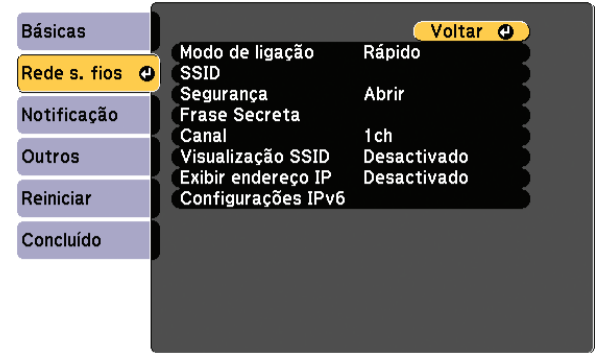 Básicas
Rede s. fios
Notificação
Outros
Reiniciar
Concluído
Voltar
Modo de ligação Rápido
SSID
Segurança Abrir
Frase Secreta
Canal 1ch
Visualização SSID Desactivado
Exibir endereço IP Desactivado
Configurações IPv6